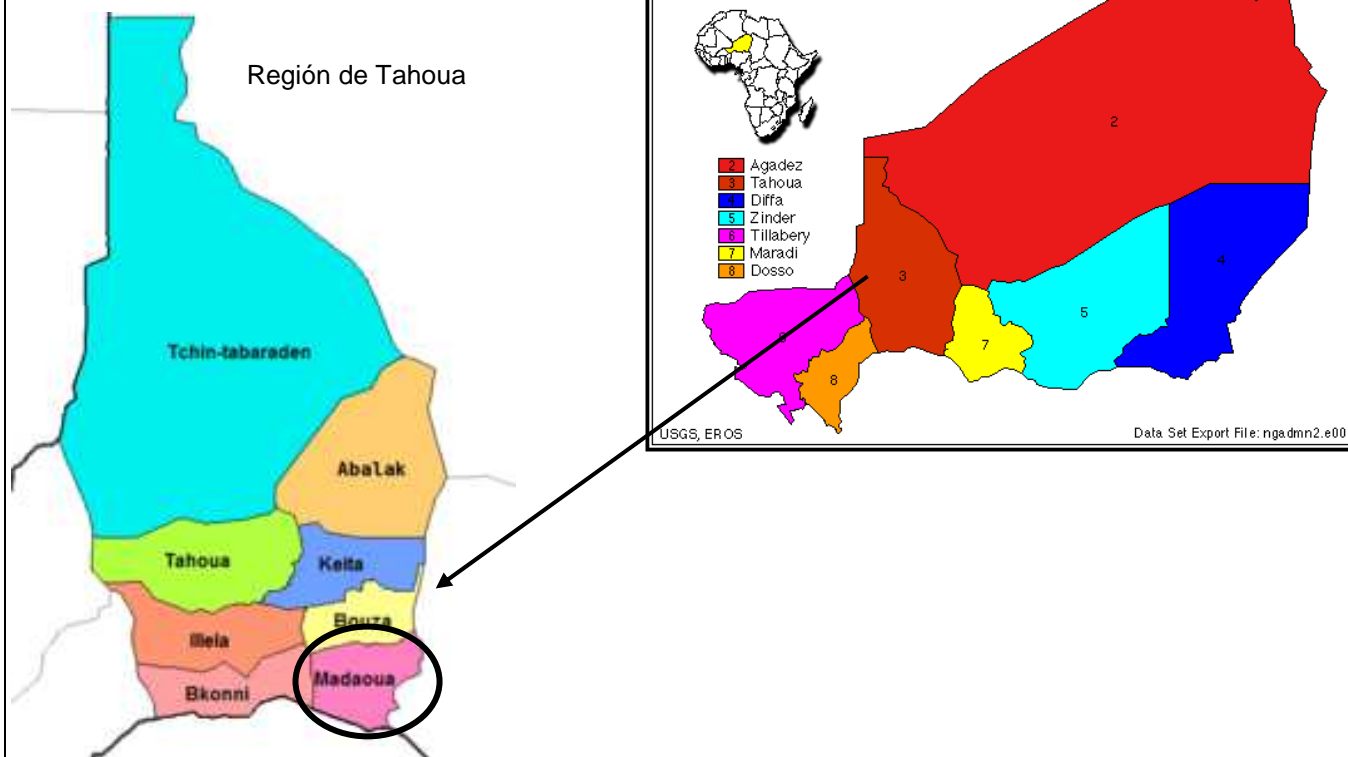 Región de Tahoua
Tchin-tabaraden
Abalak
Tahoua
Keita
Bouza
Illela
Madaoua
Bkonni
2 Agadez
3 Tahoua
4 Diffa
5 Zinder
6 Tillabery
7 Maradi
8 Dosso
2
3
4
5
6
7
8
USGS, EROS
Data Set Export File: ngadmn2.e00